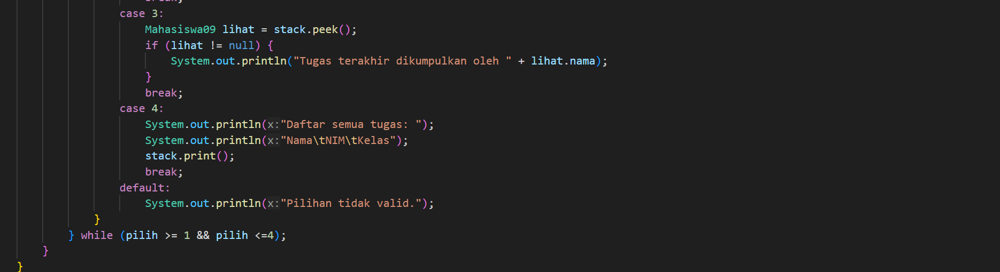 break;
case 3:
Mahasiswa09 lihat = stack.peek();
if (lihat != null) {
System.out.println("Tugas terakhir dikumpulkan oleh " + lihat.nama);
}
break;
case 4:
System.out.println(x:"Daftar semua tugas: ");
System.out.println(x:"Nama\tNIM\tKelas");
stack.print();
break;
default:
System.out.println(x:"Pilihan tidak valid.");
}
} while (pilih >= 1 && pilih <=4);
}
}